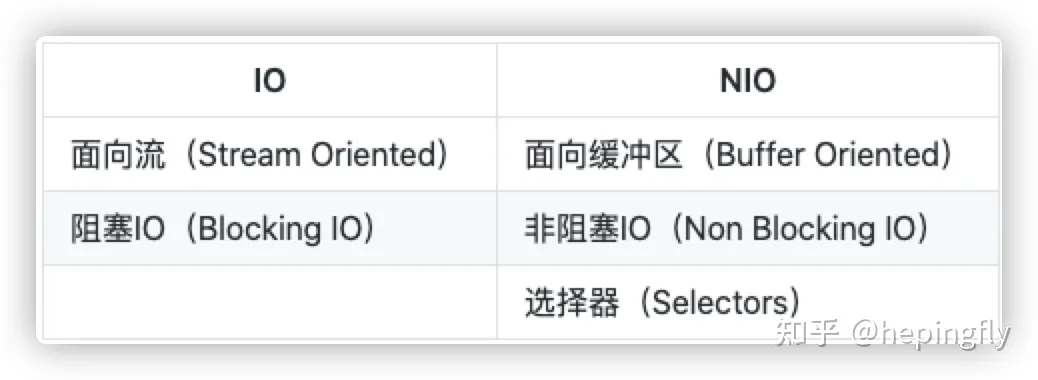 IO NIO
面向流（Stream Oriented） 面向缓冲区（Buffer Oriented）
阻塞IO（Blocking IO） 非阻塞IO（Non Blocking IO）
选择器（Selectors）
知乎 @hepingfly